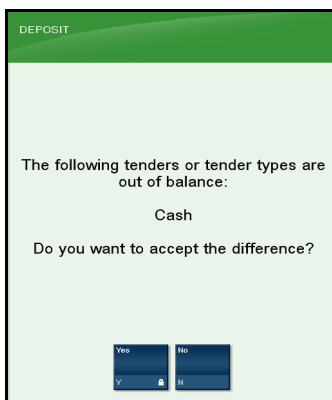 DEPOSIT
The following tenders or tender types are
out of balance:
Cash
Do you want to accept the difference?
Yes No
Y N